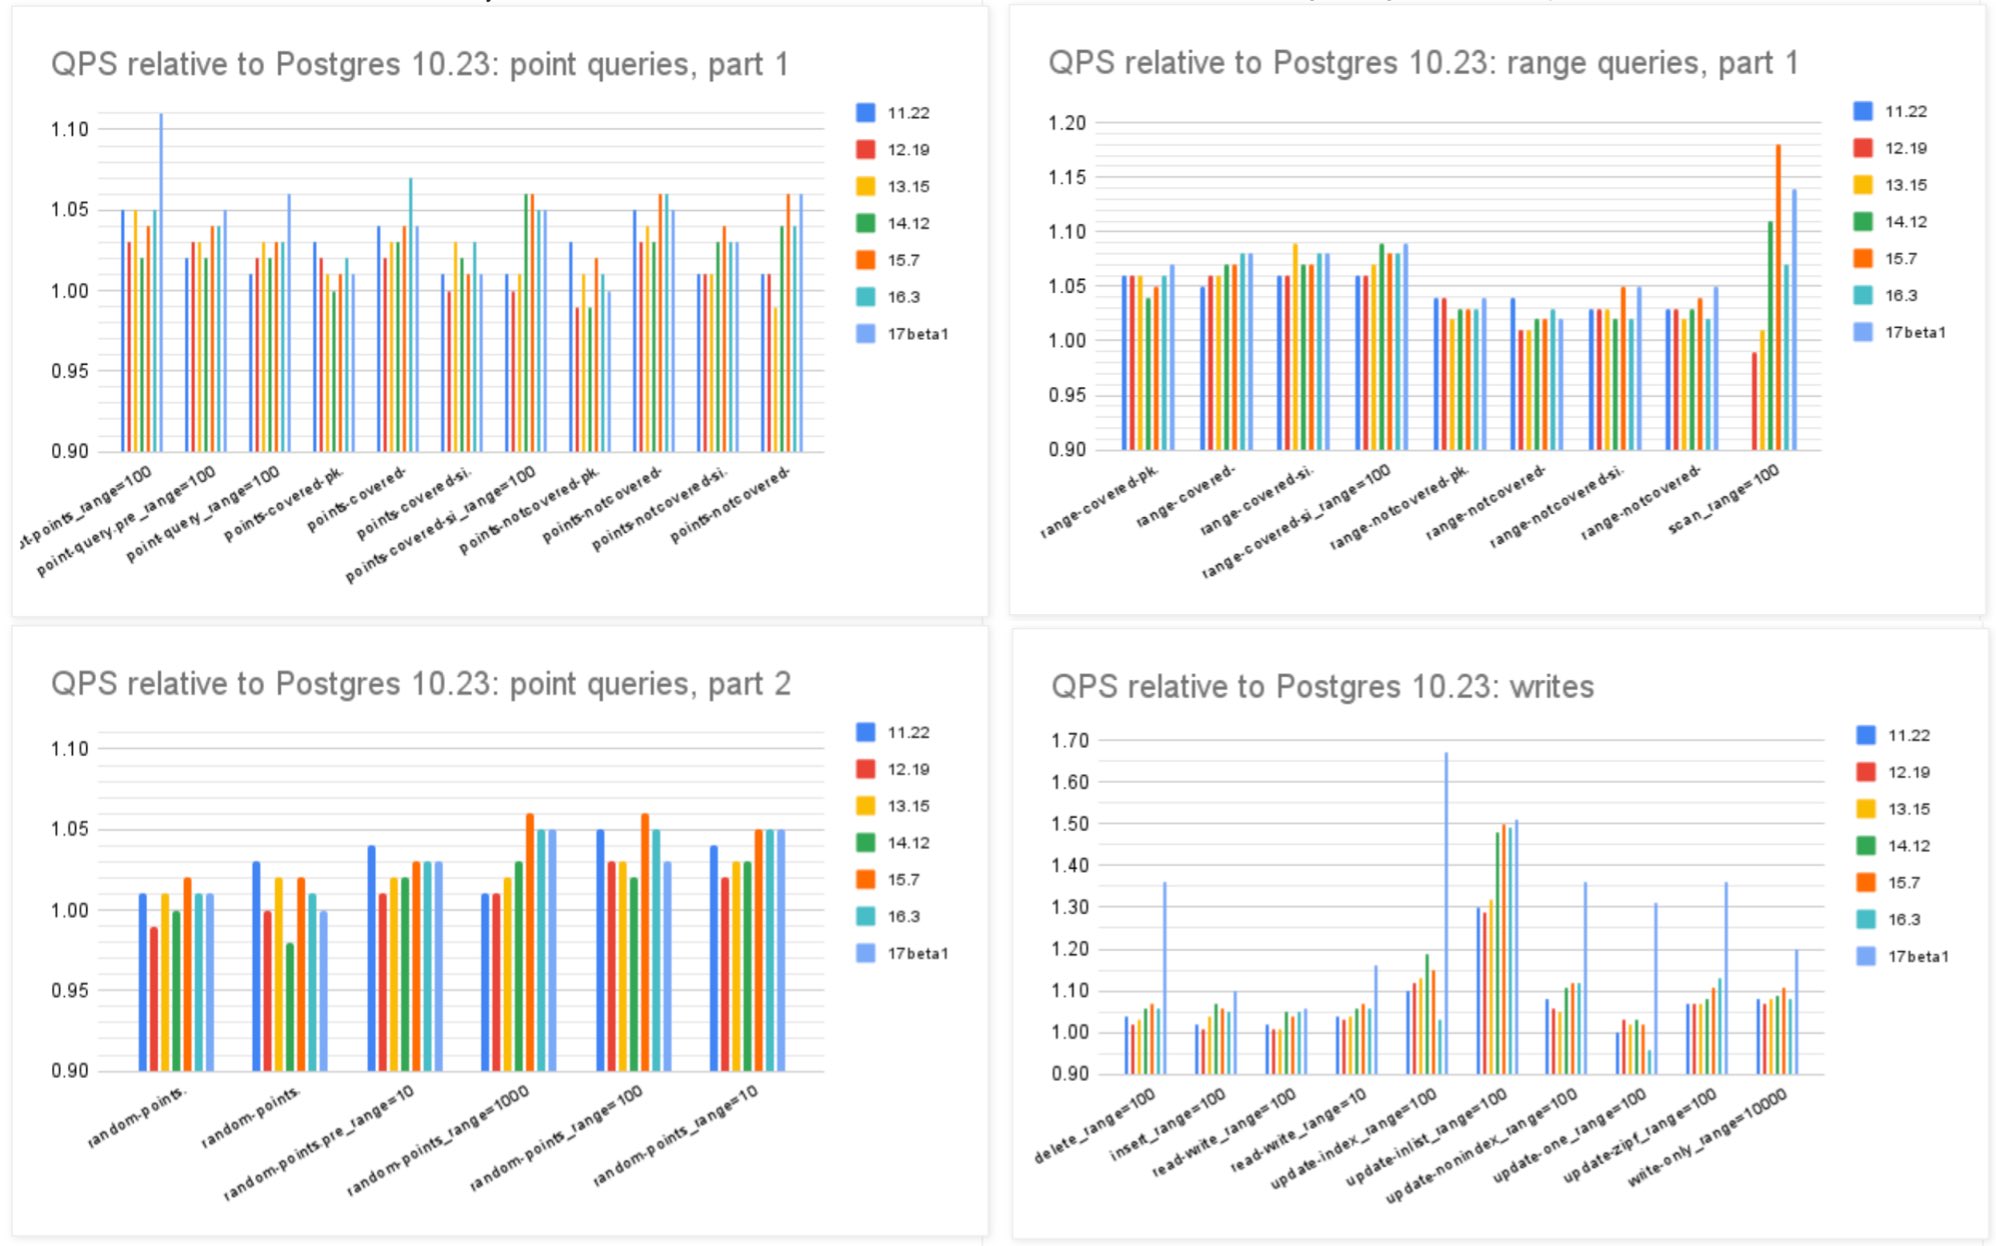 QPS relative to Postgres 10.23: point queries, part 1
1.10
1.05
1.00
0.95
0.90
11.22
12.19
13.15
14.12
15.7
16.3
17beta1
point-query.pre_range=100
point-query_range=100
points-covered-pk.
points-covered-
points-covered-si.
points-covered-si_range=100
points-notcovered-pk.
points-notcovered-
points-notcovered-si.
points-notcovered-
QPS relative to Postgres 10.23: range queries, part 1
1.20
1.15
1.10
1.05
1.00
0.95
0.90
11.22
12.19
13.15
14.12
15.7
16.3
17beta1
range-covered-pk.
range-covered-
range-covered-si.
range-covered-si_range=100
range-notcovered-pk.
range-notcovered-
range-notcovered-si.
range-notcovered-
scan_range=100
QPS relative to Postgres 10.23: point queries, part 2
1.10
1.05
1.00
0.95
0.90
11.22
12.19
13.15
14.12
15.7
16.3
17beta1
random-points.
random-points.
random-points.pre_range=10
random-points_range=1000
random-points_range=100
random-points_range=10
QPS relative to Postgres 10.23: writes
1.70
1.60
1.50
1.40
1.30
1.20
1.10
1.00
0.90
11.22
12.19
13.15
14.12
15.7
16.3
17beta1
delete_range=100
insert_range=100
read-write_range=100
read-write_range=10
update-index_range=100
update-inlist_range=100
update-nonindex_range=100
update-one_range=100
update-zipf_range=100
write-only_range=10000